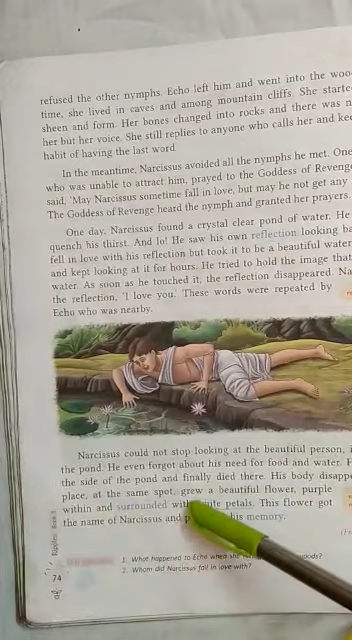 refused the other nymphs. Echo left him and went into the woo
time, she lived in caves and among mountain cliffs. She starte
sheen and form. Her bones changed into rocks and there was n
her but her voice. She still replies to anyone who calls her and kee
habit of having the last word.
In the meantime, Narcissus avoided all the nymphs he met. One
who was unable to attract him, prayed to the Goddess of Revenge
said, 'May Narcissus sometime fall in love, but may he not get any
The Goddess of Revenge heard the nymph and granted her prayers.
One day, Narcissus found a crystal clear pond of water. He
quench his thirst. And lo! He saw his own reflection looking ba
fell in love with his reflection but took it to be a beautiful water
and kept looking at it for hours. He tried to hold the image that
water. As soon as he touched it, the reflection disappeared. Na
the reflection, 'I love you.' These words were repeated by
Echo who was nearby.
Narcissus could not stop looking at the beautiful person, i
the pond. He even forgot about his need for food and water. H
the side of the pond and finally died there. His body disappe
place, at the same spot, grew a beautiful flower, purple
within and surrounded with white petals. This flower got
the name of Narcissus and p his memory.
1. What happened to Echo when she oods?
2. Whom did Narcissus fall in love with?
Ripples Book 5
74